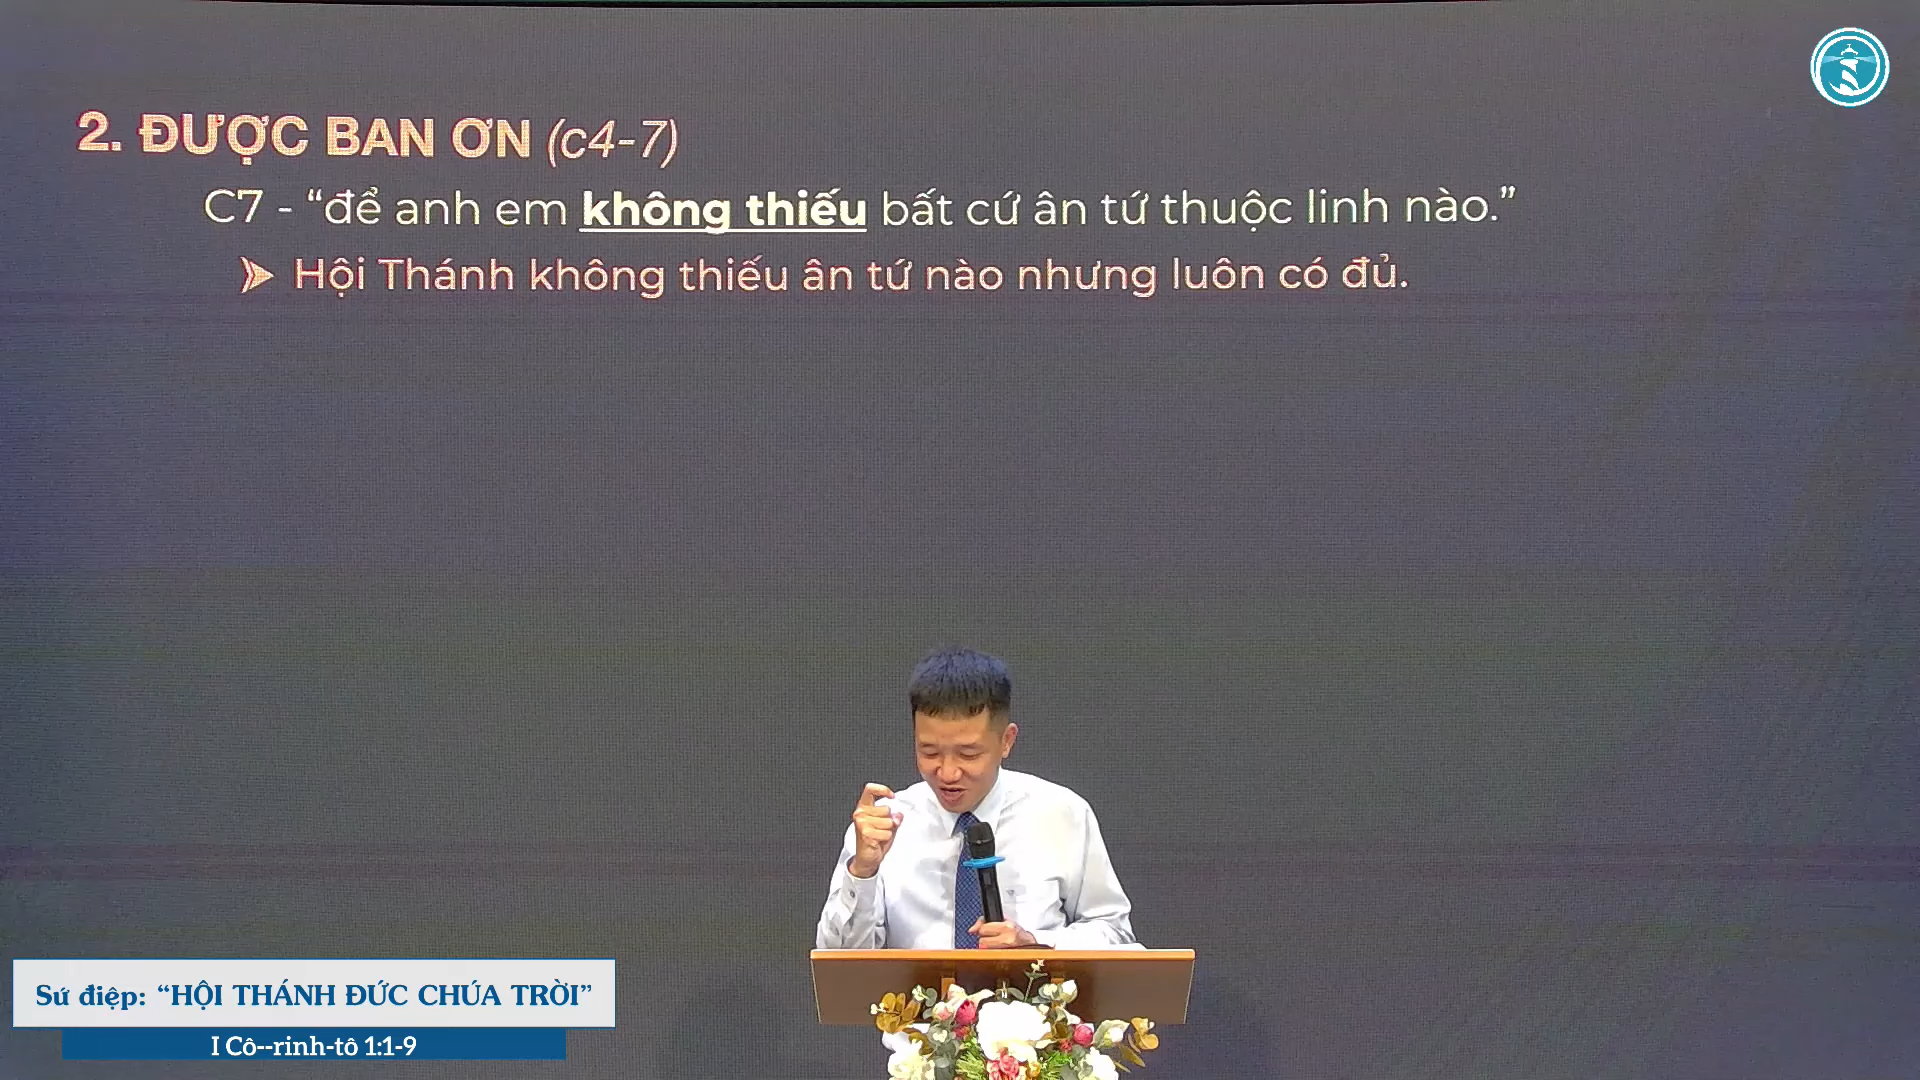 2. ĐƯỢC BAN ƠN (c4-7)
C7 - “để anh em không thiếu bất cứ ân tứ thuộc linh nào.”
Hội Thánh không thiếu ân tứ nào nhưng luôn có đủ.
Sứ điệp: “HỘI THÁNH ĐỨC CHÚA TRỜI”
I Cô--rinh-tô 1:1-9